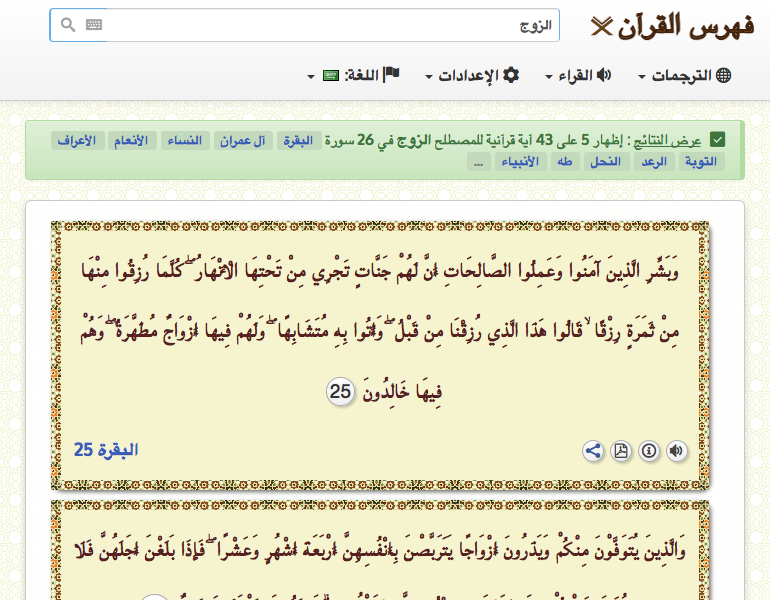 فهرس القرآن
الزوج
الترجمات القراء الإعدادات اللغة:
عرض النتائج : إظهار 5 على 43 آية قرآنية للمصطلح الزوج في 26 سورة البقرة آل عمران النساء الأنعام الأعراف
التوبة الرعد النحل طه الأنبياء ...
وَبَشِّرِ الَّذِينَ آمَنُوا وَعَمِلُوا الصَّالِحَاتِ أَنَّ لَهُمْ جَنَّاتٍ تَجْرِي مِنْ تَحْتِهَا الْأَنْهَارُ ۖ كُلَّمَا رُزِقُوا مِنْهَا
مِنْ ثَمَرَةٍ رِزْقًا ۙ قَالُوا هَٰذَا الَّذِي رُزِقْنَا مِنْ قَبْلُ ۖ وَأُتُوا بِهِ مُتَشَابِهًا ۖ وَلَهُمْ فِيهَا أَزْوَاجٌ مُطَهَّرَةٌ ۖ وَهُمْ
فِيهَا خَالِدُونَ 25
البقرة 25
وَالَّذِينَ يُتَوَفَّوْنَ مِنْكُمْ وَيَذَرُونَ أَزْوَاجًا يَتَرَبَّصْنَ بِأَنْفُسِهِنَّ أَرْبَعَةَ أَشْهُرٍ وَعَشْرًا ۖ فَإِذَا بَلَغْنَ أَجَلَهُنَّ فَلَا